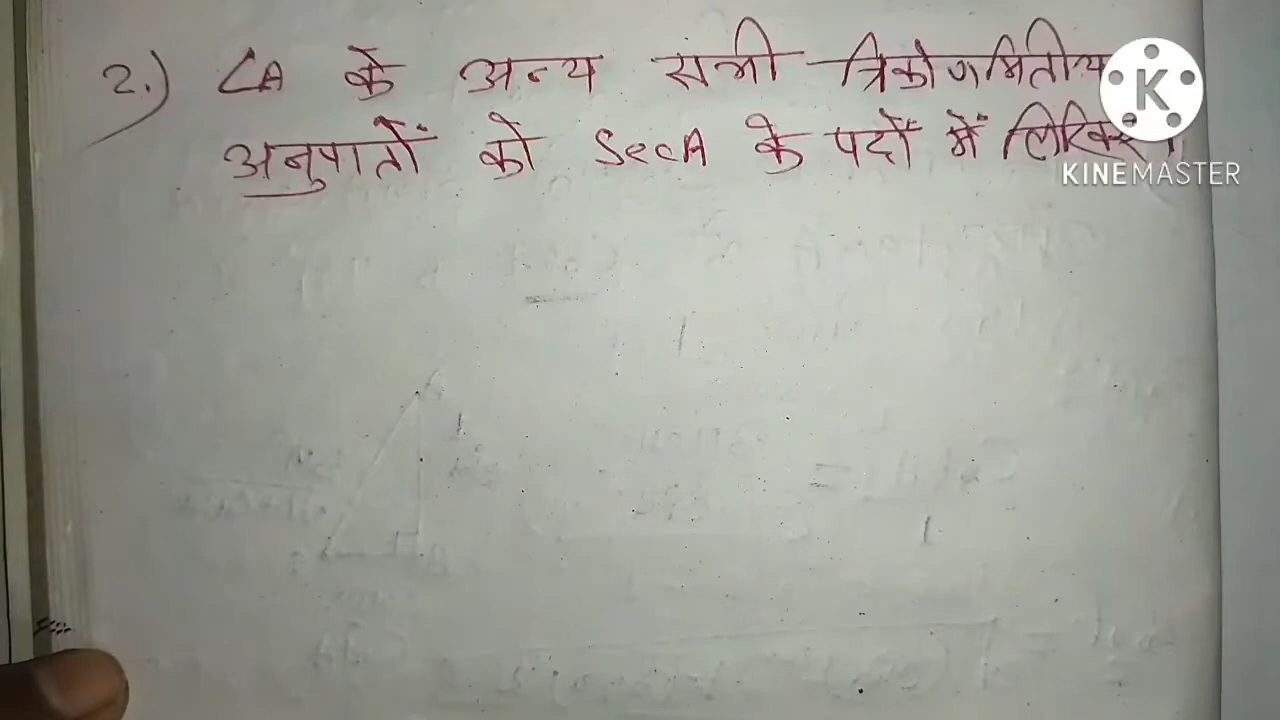 2.) ∠A के अन्य सभी त्रिकोणमितीय
अनुपातों को SecA के पदों में लिखिए।
K
KINEMASTER